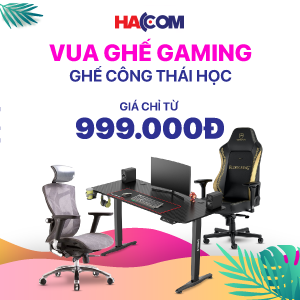 HACOM
VUA GHẾ GAMING
GHẾ CÔNG THÁI HỌC
GIÁ CHỈ TỪ
999.000Đ